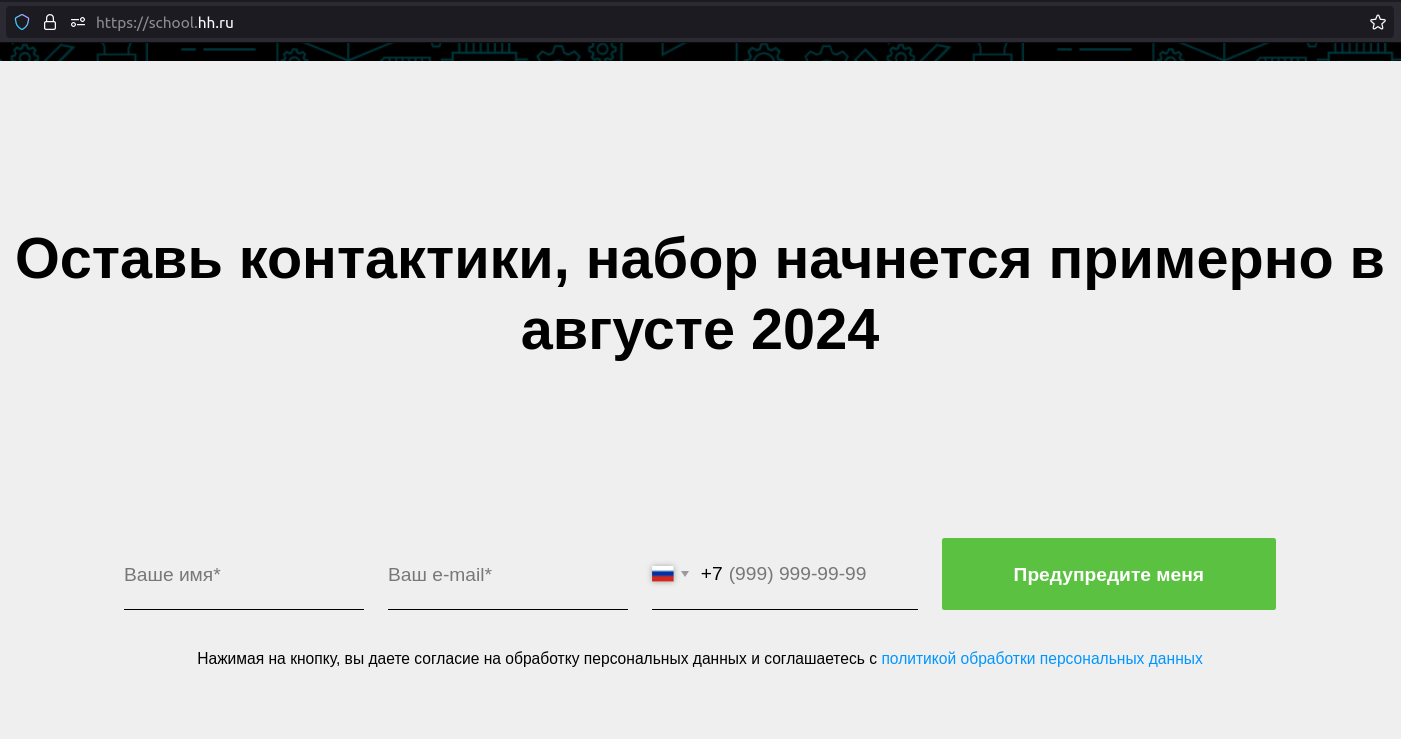 https://school.hh.ru
Оставь контактики, набор начнется примерно в
августе 2024
Ваше имя*
Ваш e-mail*
+7 (999) 999-99-99
Предупредите меня
Нажимая на кнопку, вы даете согласие на обработку персональных данных и соглашаетесь с политикой обработки персональных данных